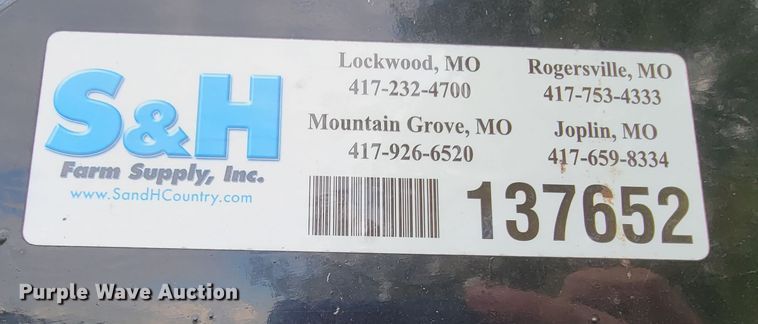 S&H
Farm Supply, Inc.
www.SandHCountry.com
Lockwood, MO
417-232-4700
Rogersville, MO
417-753-4333
Mountain Grove, MO
417-926-6520
Joplin, MO
417-659-8334
137652
Purple Wave Auction